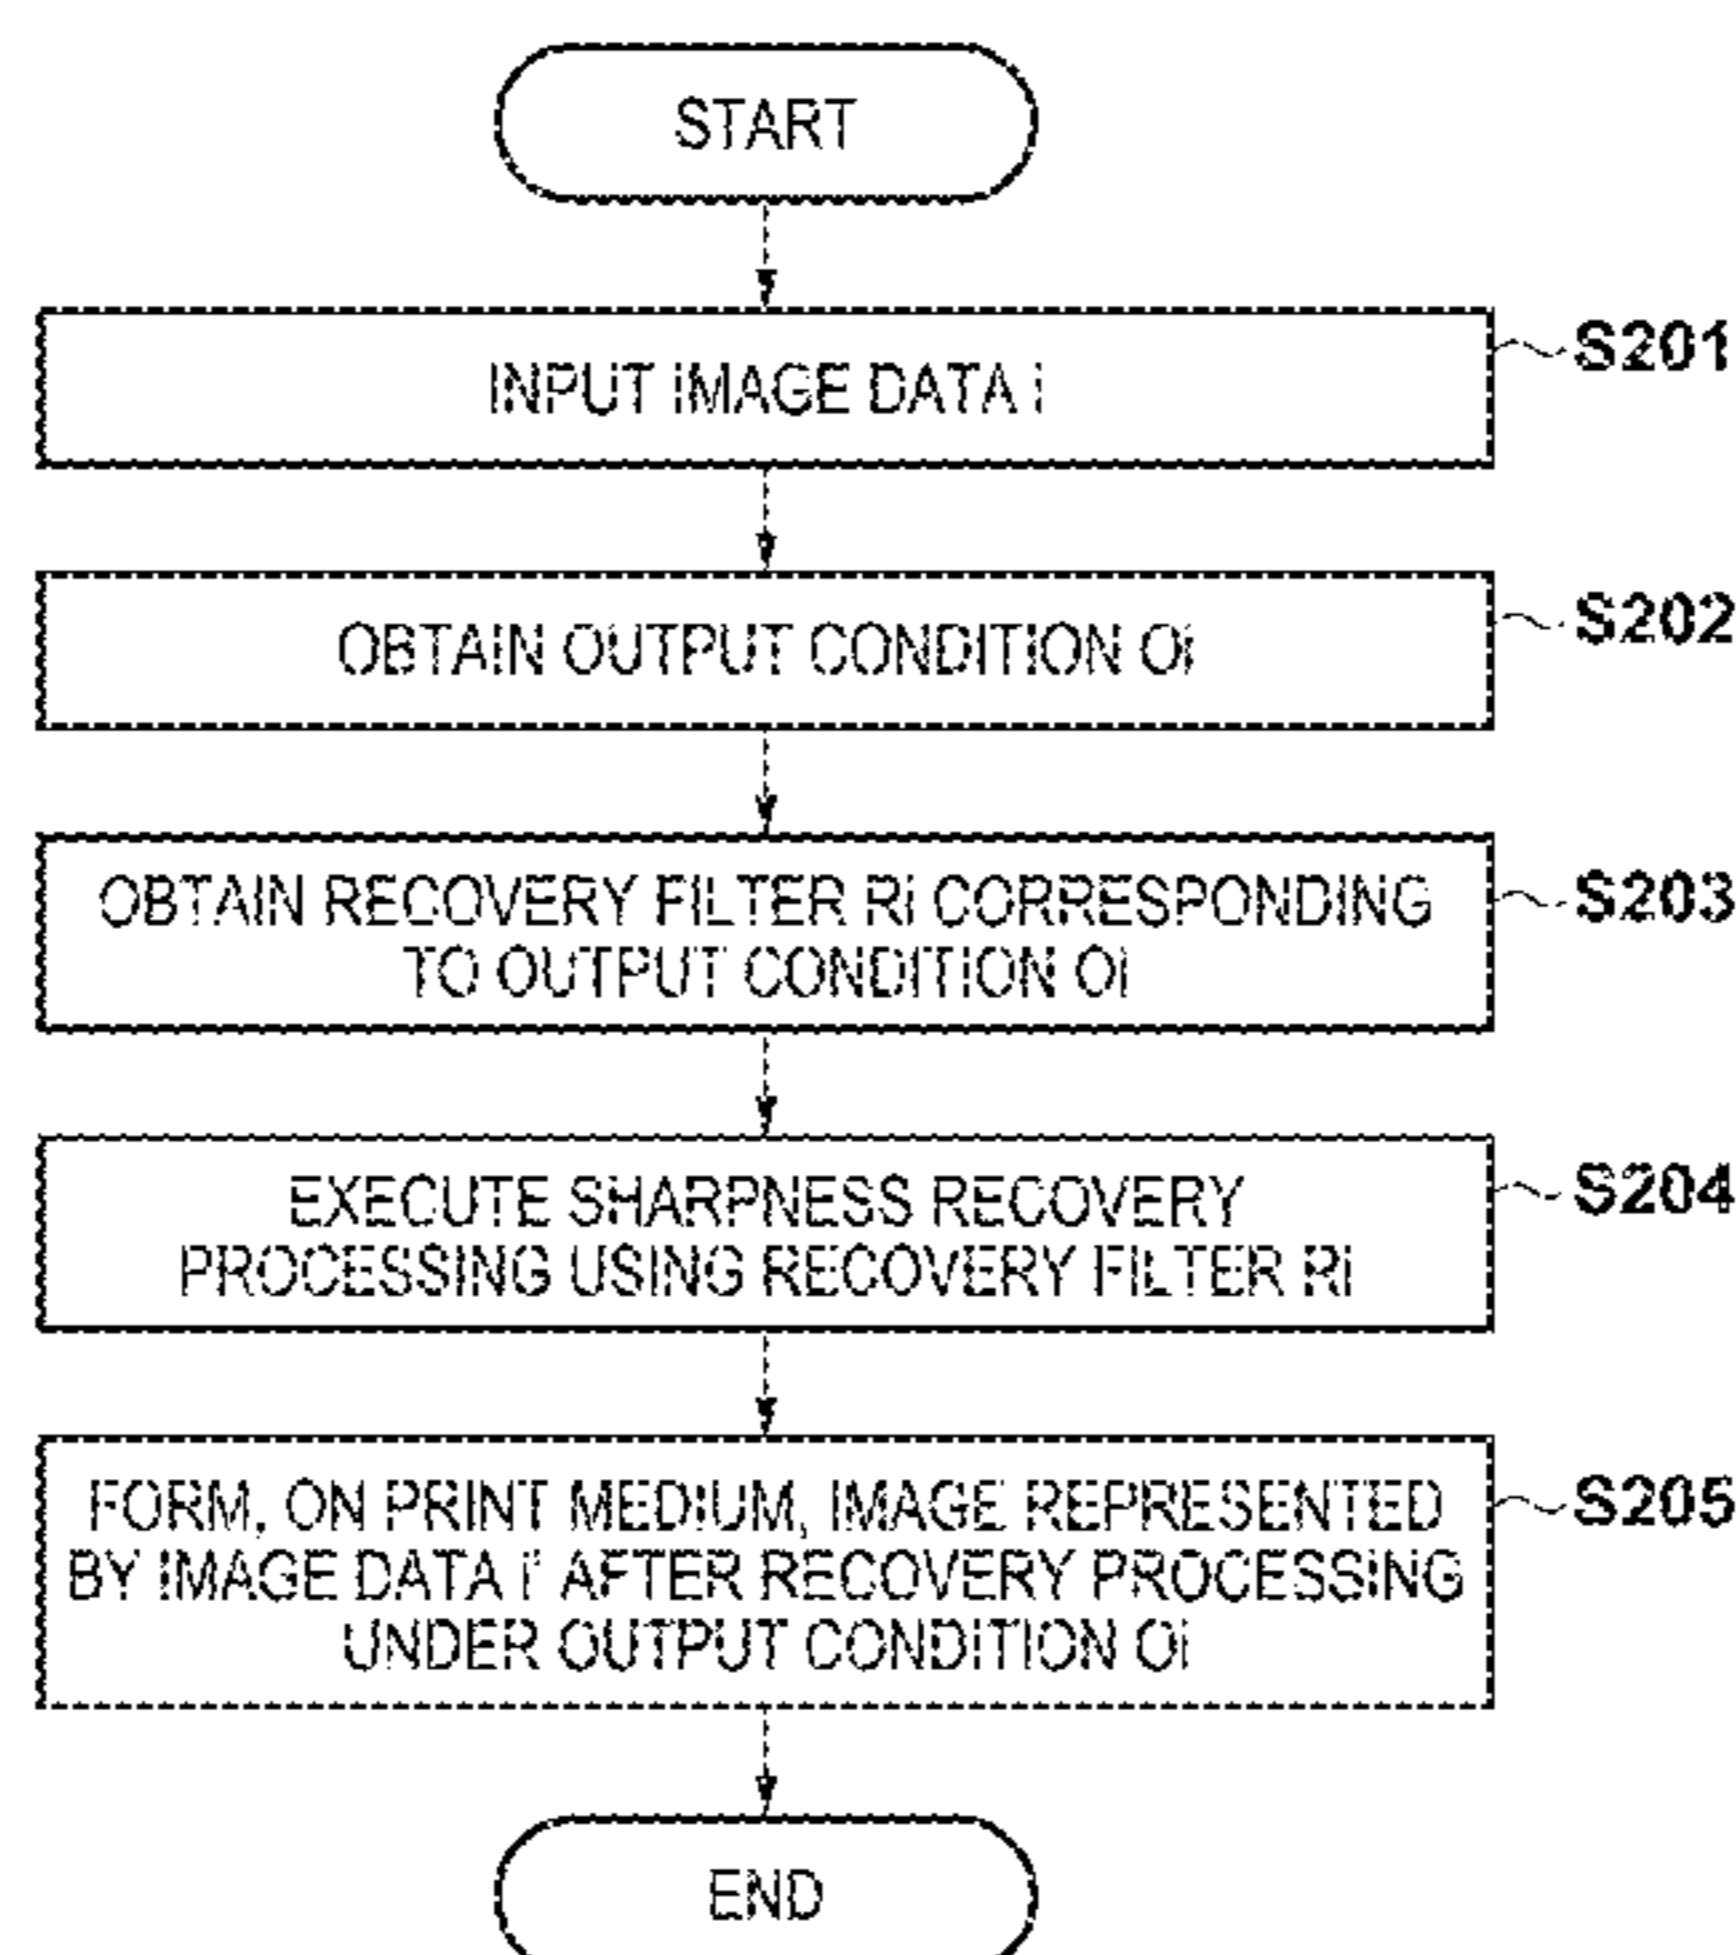 START
INPUT IMAGE DATA i
S201
OBTAIN OUTPUT CONDITION Oi
S202
OBTAIN RECOVERY FILTER Ri CORRESPONDING
TO OUTPUT CONDITION Oi
S203
EXECUTE SHARPNESS RECOVERY
PROCESSING USING RECOVERY FILTER Ri
S204
FORM, ON PRINT MEDIUM, IMAGE REPRESENTED
BY IMAGE DATA i' AFTER RECOVERY PROCESSING
UNDER OUTPUT CONDITION Oi
S205
END